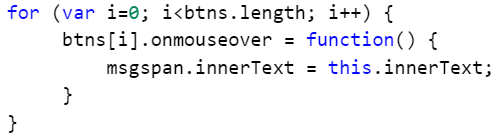 for (var i=0; i<btns.length; i++) {
    btns[i].onmouseover = function() {
        msgspan.innerText = this.innerText;
    }
}